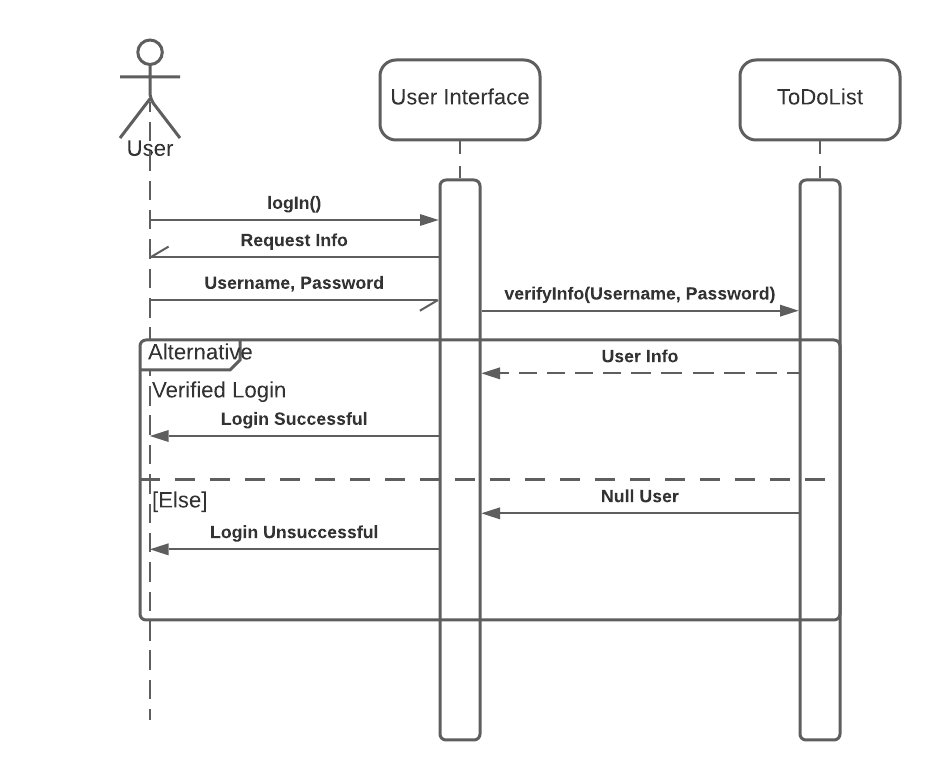 User Interface
ToDoList
User
logIn()
Request Info
Username, Password
verifyInfo(Username, Password)
Alternative
User Info
Verified Login
Login Successful
Null User
[Else]
Login Unsuccessful